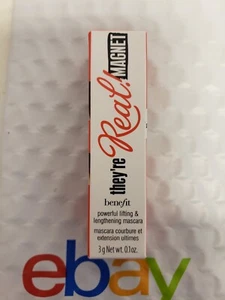 they're Real! MAGNET
benefit
powerful lifting &
lengthening mascara
mascara courbure et
extension ultimes
3 g Net wt. 0.1oz.
ebay